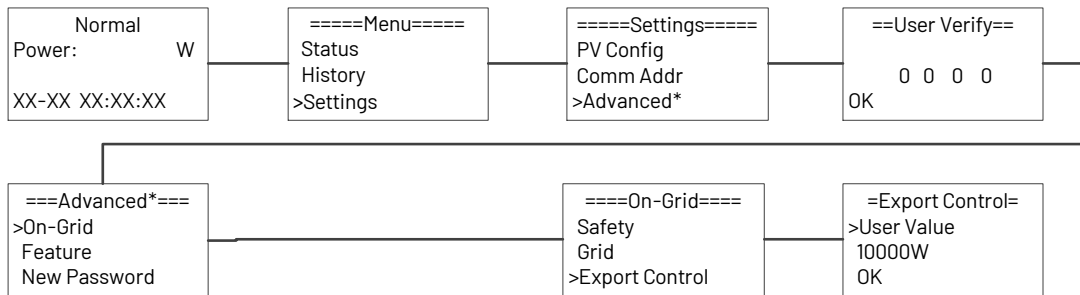 Normal
Power: W
XX-XX XX:XX:XX
=====Menu=====
Status
History
>Settings
=====Settings=====
PV Config
Comm Addr
>Advanced*
==User Verify==
0 0 0 0
OK
===Advanced*===
>On-Grid
Feature
New Password
====On-Grid====
Safety
Grid
>Export Control
=Export Control=
>User Value
10000W
OK